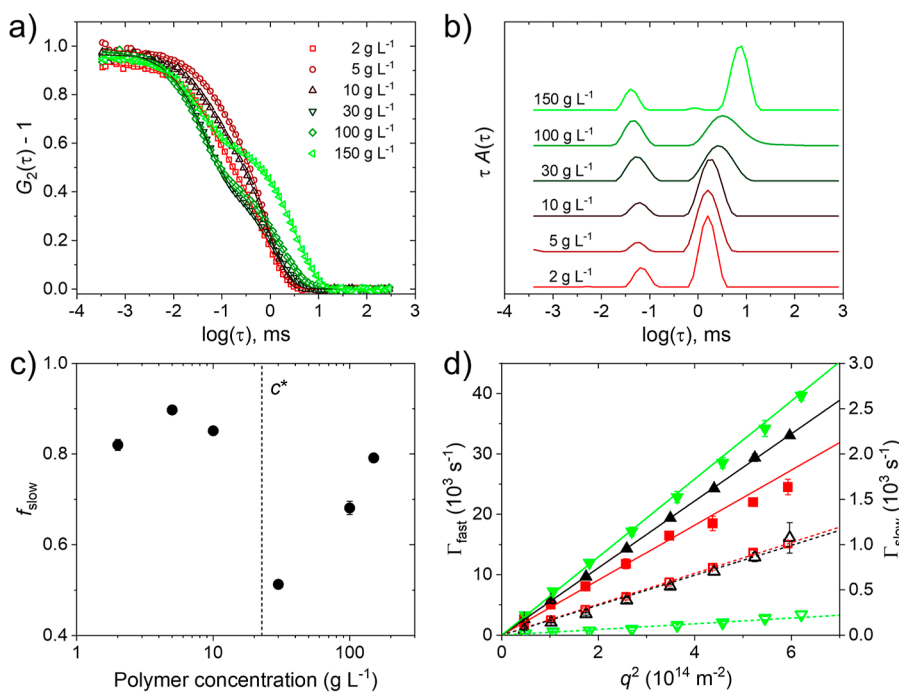 a)
G₂(τ) - 1
1.0
0.8
0.6
0.4
0.2
0.0
-4 -3 -2 -1 0 1 2 3
log(τ), ms
2 g L⁻¹
5 g L⁻¹
10 g L⁻¹
30 g L⁻¹
100 g L⁻¹
150 g L⁻¹
b)
τ A(τ)
150 g L⁻¹
100 g L⁻¹
30 g L⁻¹
10 g L⁻¹
5 g L⁻¹
2 g L⁻¹
-4 -3 -2 -1 0 1 2 3
log(τ), ms
c)
f slow
1.0
0.8
0.6
0.4
c*
1 10 100
Polymer concentration (g L⁻¹)
d)
Γfast (10³ s⁻¹)
40
30
20
10
0
3.0
2.5
2.0
1.5
1.0
0.5
0.0
Γslow (10³ s⁻¹)
0 2 4 6
q² (10¹⁴ m⁻²)